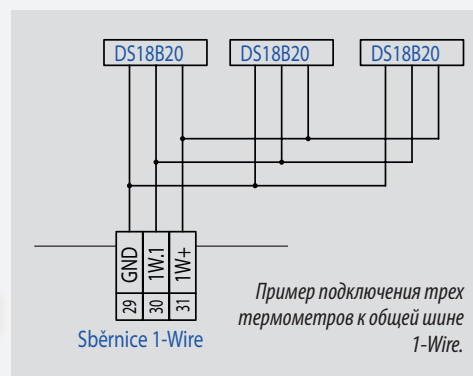 DS18B20 DS18B20 DS18B20
GND 1W.1 1W+
29 30 31
Sběrnice 1-Wire
Пример подключения трех
термометров к общей шине
1-Wire.